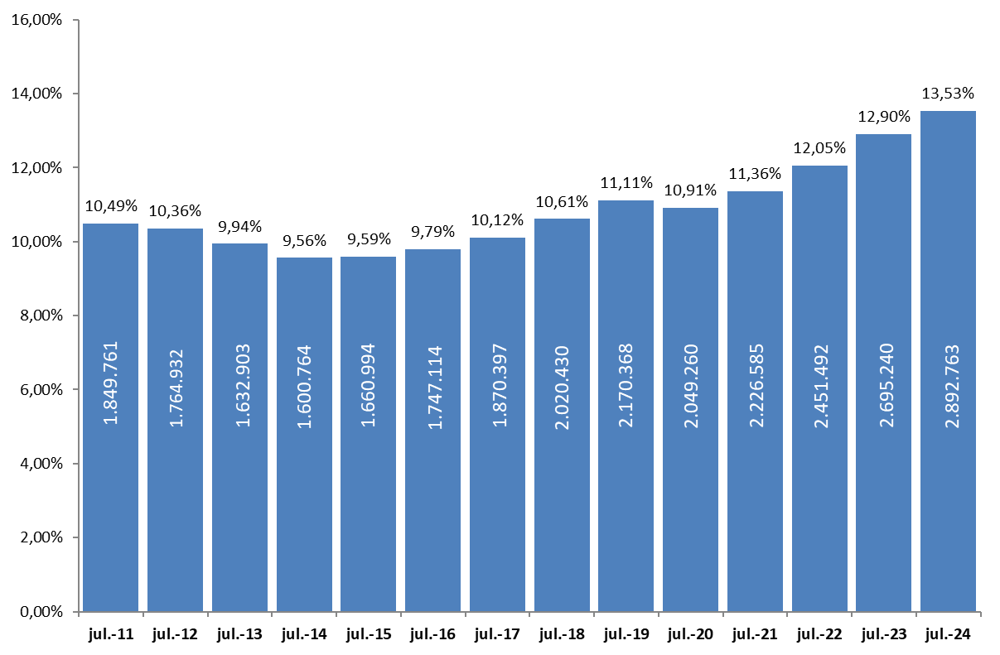 16,00%
14,00%
12,00%
10,00%
8,00%
6,00%
4,00%
2,00%
0,00%
10,49%
10,36%
9,94%
9,56%
9,59%
9,79%
10,12%
10,61%
11,11%
10,91%
11,36%
12,05%
12,90%
13,53%
1.849.761
1.764.932
1.632.903
1.600.764
1.660.994
1.747.114
1.870.397
2.020.430
2.170.368
2.049.260
2.226.585
2.451.492
2.695.240
2.892.763
jul.-11
jul.-12
jul.-13
jul.-14
jul.-15
jul.-16
jul.-17
jul.-18
jul.-19
jul.-20
jul.-21
jul.-22
jul.-23
jul.-24